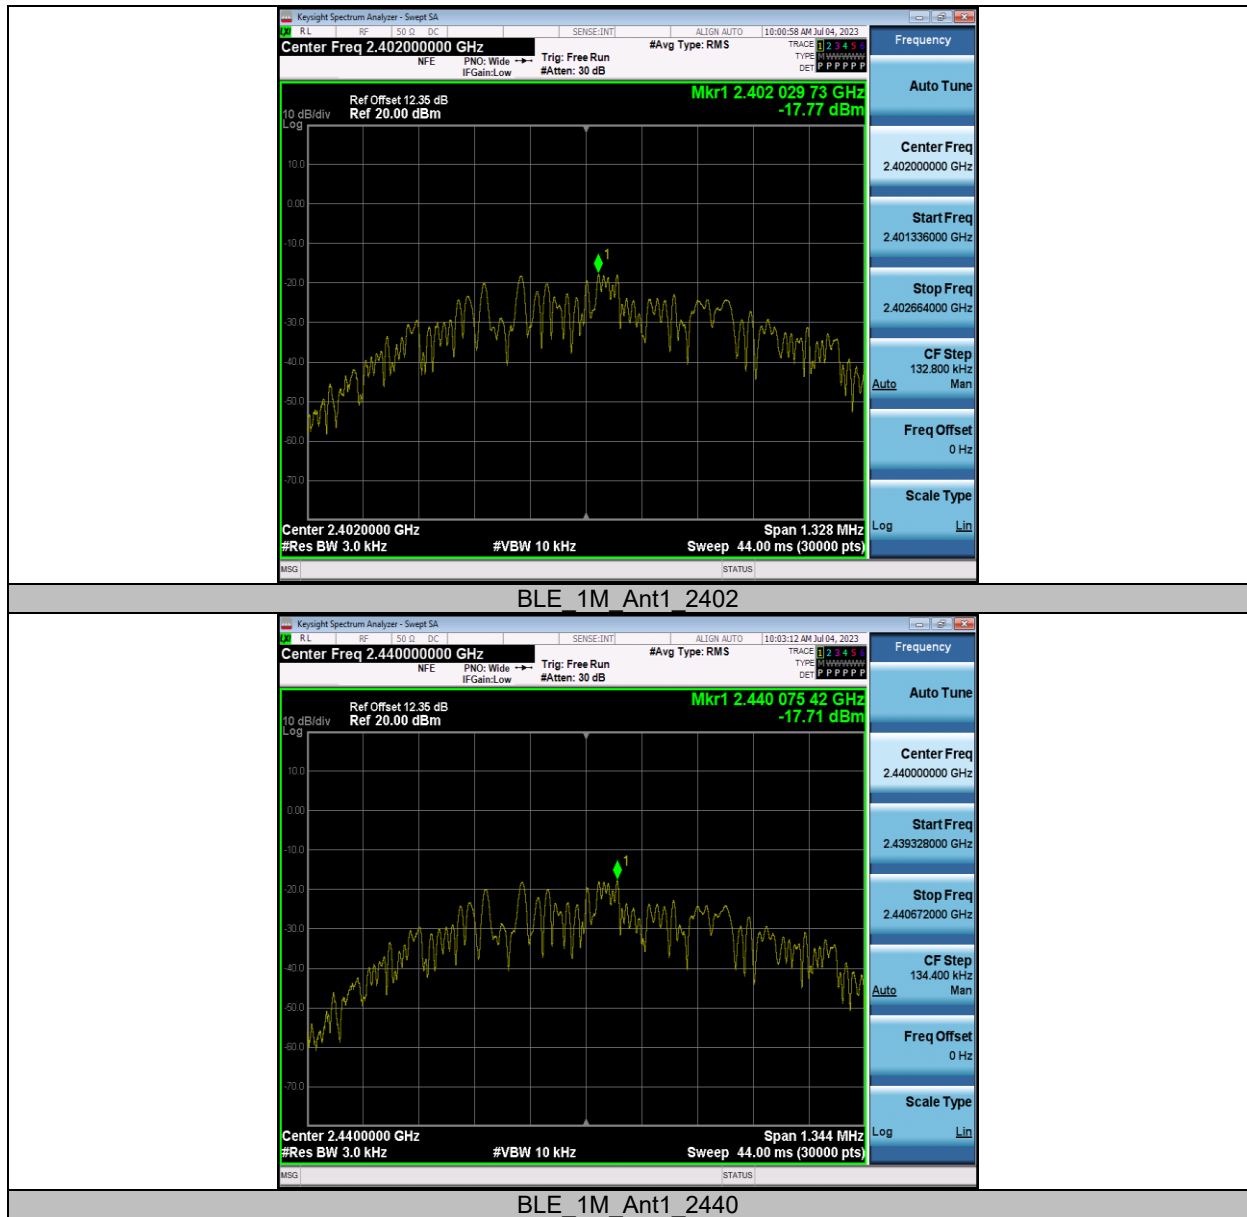 Keysight Spectrum Analyzer - Swept SA
RL RF 50 Ω DC SENSE:INT ALIGN AUTO 10:00:58 AM Jul 04, 2023
Center Freq 2.402000000 GHz #Avg Type: RMS TRACE 1 2 3 4 5 6
NFE PNO: Wide Trig: Free Run TYPE M WWWWW
IFGain:Low #Atten: 30 dB DET P P P P P P
Frequency
Mkr1 2.402 029 73 GHz
-17.77 dBm
Ref Offset 12.35 dB
10 dB/div Ref 20.00 dBm
Log
10.0
0.00
-10.0
-20.0
-30.0
-40.0
-50.0
-60.0
-70.0
1
Center 2.4020000 GHz Span 1.328 MHz
#Res BW 3.0 kHz #VBW 10 kHz Sweep 44.00 ms (30000 pts)
MSG STATUS
Auto Tune
Center Freq
2.402000000 GHz
Start Freq
2.401336000 GHz
Stop Freq
2.402664000 GHz
CF Step
132.800 kHz
Auto Man
Freq Offset
0 Hz
Scale Type
Log Lin
BLE_1M_Ant1_2402
Keysight Spectrum Analyzer - Swept SA
RL RF 50 Ω DC SENSE:INT ALIGN AUTO 10:03:12 AM Jul 04, 2023
Center Freq 2.440000000 GHz #Avg Type: RMS TRACE 1 2 3 4 5 6
NFE PNO: Wide Trig: Free Run TYPE M WWWWW
IFGain:Low #Atten: 30 dB DET P P P P P P
Frequency
Mkr1 2.440 075 42 GHz
-17.71 dBm
Ref Offset 12.35 dB
10 dB/div Ref 20.00 dBm
Log
10.0
0.00
-10.0
-20.0
-30.0
-40.0
-50.0
-60.0
-70.0
1
Center 2.4400000 GHz Span 1.344 MHz
#Res BW 3.0 kHz #VBW 10 kHz Sweep 44.00 ms (30000 pts)
MSG STATUS
Auto Tune
Center Freq
2.440000000 GHz
Start Freq
2.439328000 GHz
Stop Freq
2.440672000 GHz
CF Step
134.400 kHz
Auto Man
Freq Offset
0 Hz
Scale Type
Log Lin
BLE_1M_Ant1_2440